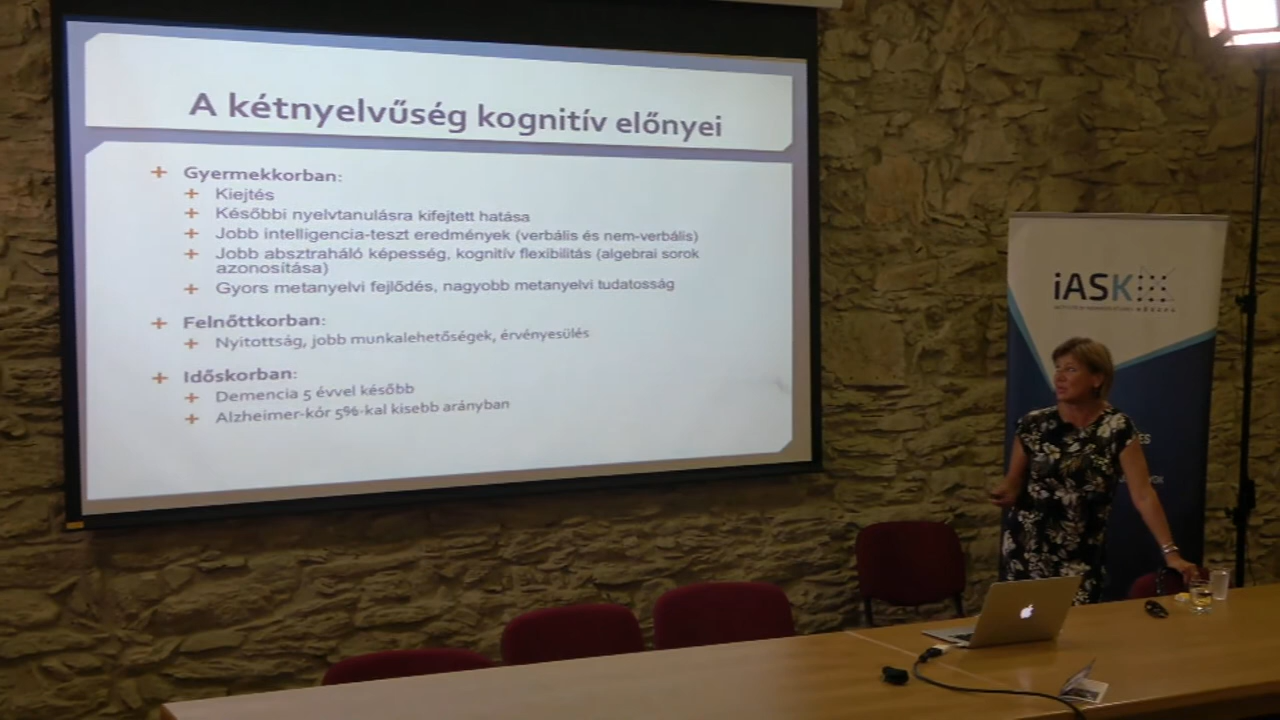 A kétnyelvűség kognitív előnyei
Gyermekkorban:
Kiejtés
Későbbi nyelvtanulásra kifejtett hatása
Jobb intelligencia-teszt eredmények (verbális és nem-verbális)
Jobb absztraháló képesség, kognitív flexibilitás (algebrai sorok
azonosítása)
Gyors metanyelvi fejlődés, nagyobb metanyelvi tudatosság
Felnőttkorban:
Nyitottság, jobb munkalehetőségek, érvényesülés
Időskorban:
Demencia 5 évvel később
Alzheimer-kór 5%-kal kisebb arányban
iASK